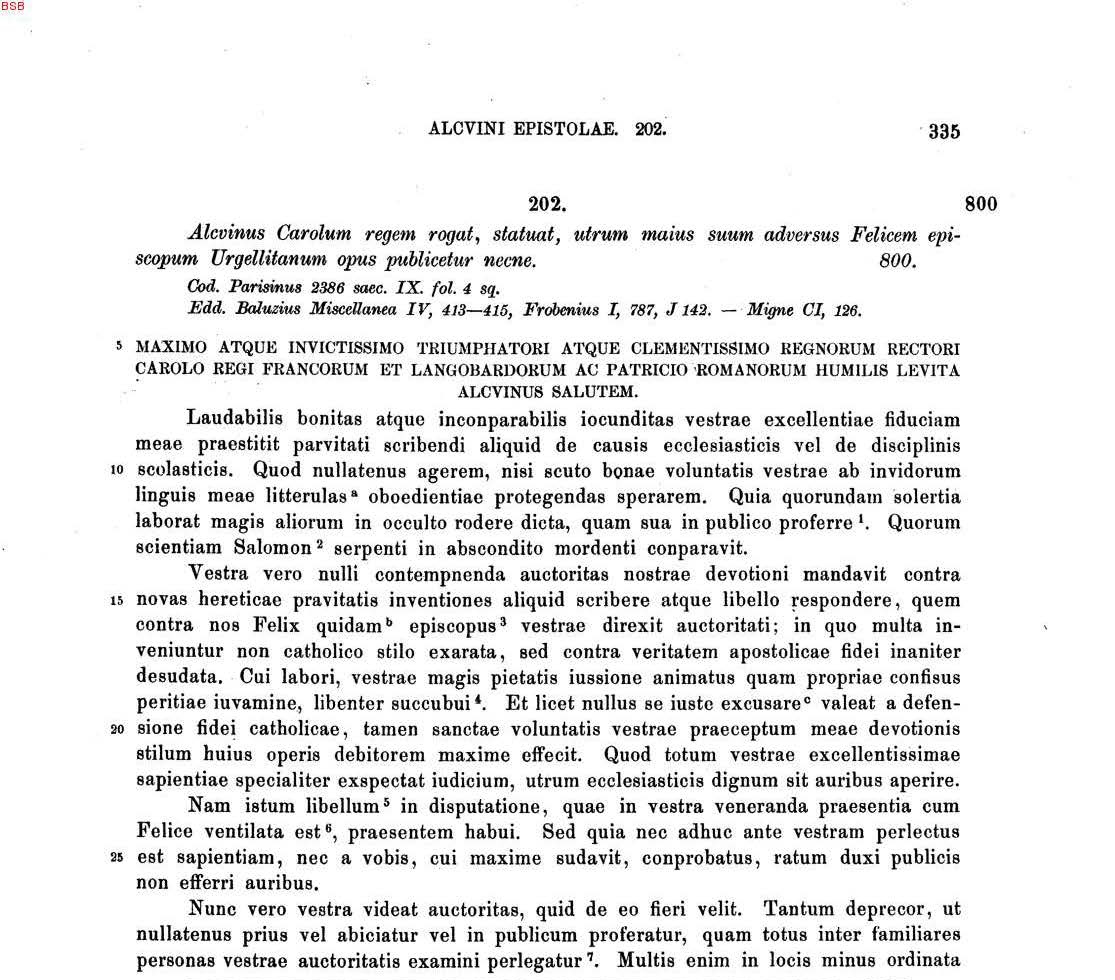 BSB
ALCVINI EPISTOLAE. 202. 335
202. 800
Alcvinus Carolum regem rogat, statuat, utrum maius suum adversus Felicem epi-
scopum Urgellitanum opus publicetur necne. 800.
Cod. Parisinus 2386 saec. IX. fol. 4 sq.
Edd. Baluzius Miscellanea IV, 413—415, Frobenius I, 787, J 142. — Migne CI, 126.
5 MAXIMO ATQUE INVICTISSIMO TRIUMPHATORI ATQUE CLEMENTISSIMO REGNORUM RECTORI
CAROLO REGI FRANCORUM ET LANGOBARDORUM AC PATRICIO ROMANORUM HUMILIS LEVITA
ALCVINUS SALUTEM.
Laudabilis bonitas atque inconparabilis iocunditas vestrae excellentiae fiduciam
meae praestitit parvitati scribendi aliquid de causis ecclesiasticis vel de disciplinis
10 scolasticis. Quod nullatenus agerem, nisi scuto bonae voluntatis vestrae ab invidorum
linguis meae litterulas a oboedientiae protegendas sperarem. Quia quorundam solertia
laborat magis aliorum in occulto rodere dicta, quam sua in publico proferre 1. Quorum
scientiam Salomon 2 serpenti in abscondito mordenti conparavit.
Vestra vero nulli contempnenda auctoritas nostrae devotioni mandavit contra
15 novas hereticae pravitatis inventiones aliquid scribere atque libello respondere, quem
contra nos Felix quidam b episcopus 3 vestrae direxit auctoritati; in quo multa in-
veniuntur non catholico stilo exarata, sed contra veritatem apostolicae fidei inaniter
desudata. Cui labori, vestrae magis pietatis iussione animatus quam propriae confisus
peritiae iuvamine, libenter succubui 4. Et licet nullus se iuste excusare c valeat a defen-
20 sione fidei catholicae, tamen sanctae voluntatis vestrae praeceptum meae devotionis
stilum huius operis debitorem maxime effecit. Quod totum vestrae excellentissimae
sapientiae specialiter exspectat iudicium, utrum ecclesiasticis dignum sit auribus aperire.
Nam istum libellum 5 in disputatione, quae in vestra veneranda praesentia cum
Felice ventilata est 6, praesentem habui. Sed quia nec adhuc ante vestram perlectus
25 est sapientiam, nec a vobis, cui maxime sudavit, conprobatus, ratum duxi publicis
non efferri auribus.
Nunc vero vestra videat auctoritas, quid de eo fieri velit. Tantum deprecor, ut
nullatenus prius vel abiciatur vel in publicum proferatur, quam totus inter familiares
personas vestrae auctoritatis examini perlegatur 7. Multis enim in locis minus ordinata